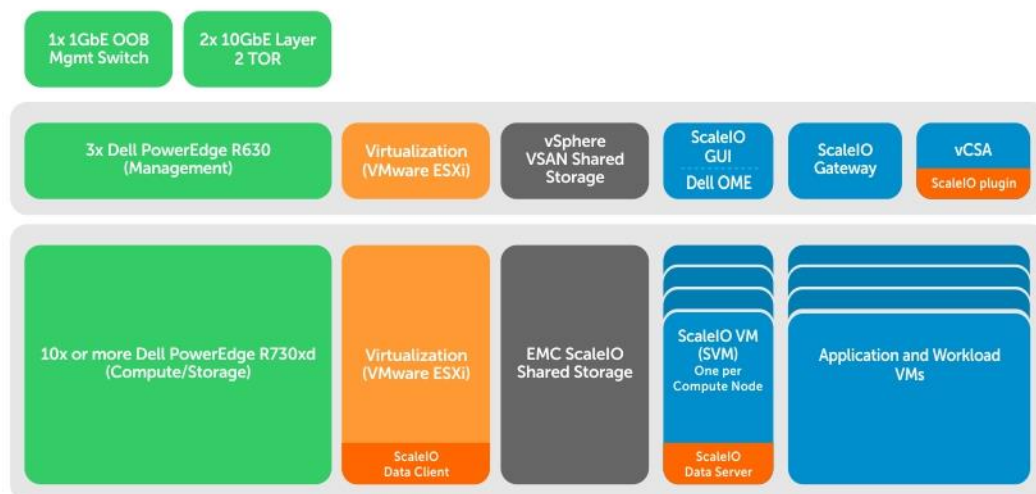 1x 1GbE OOB
Mgmt Switch
2x 10GbE Layer
2 TOR
3x Dell PowerEdge R630
(Management)
Virtualization
(VMware ESXi)
vSphere
VSAN Shared
Storage
ScaleIO
GUI
Dell OME
ScaleIO
Gateway
vCSA
ScaleIO plugin
10x or more Dell PowerEdge R730xd
(Compute/Storage)
Virtualization
(VMware ESXi)
ScaleIO
Data Client
EMC ScaleIO
Shared Storage
ScaleIO VM
(SVM)
One per
Compute Node
ScaleIO
Data Server
Application and Workload
VMs